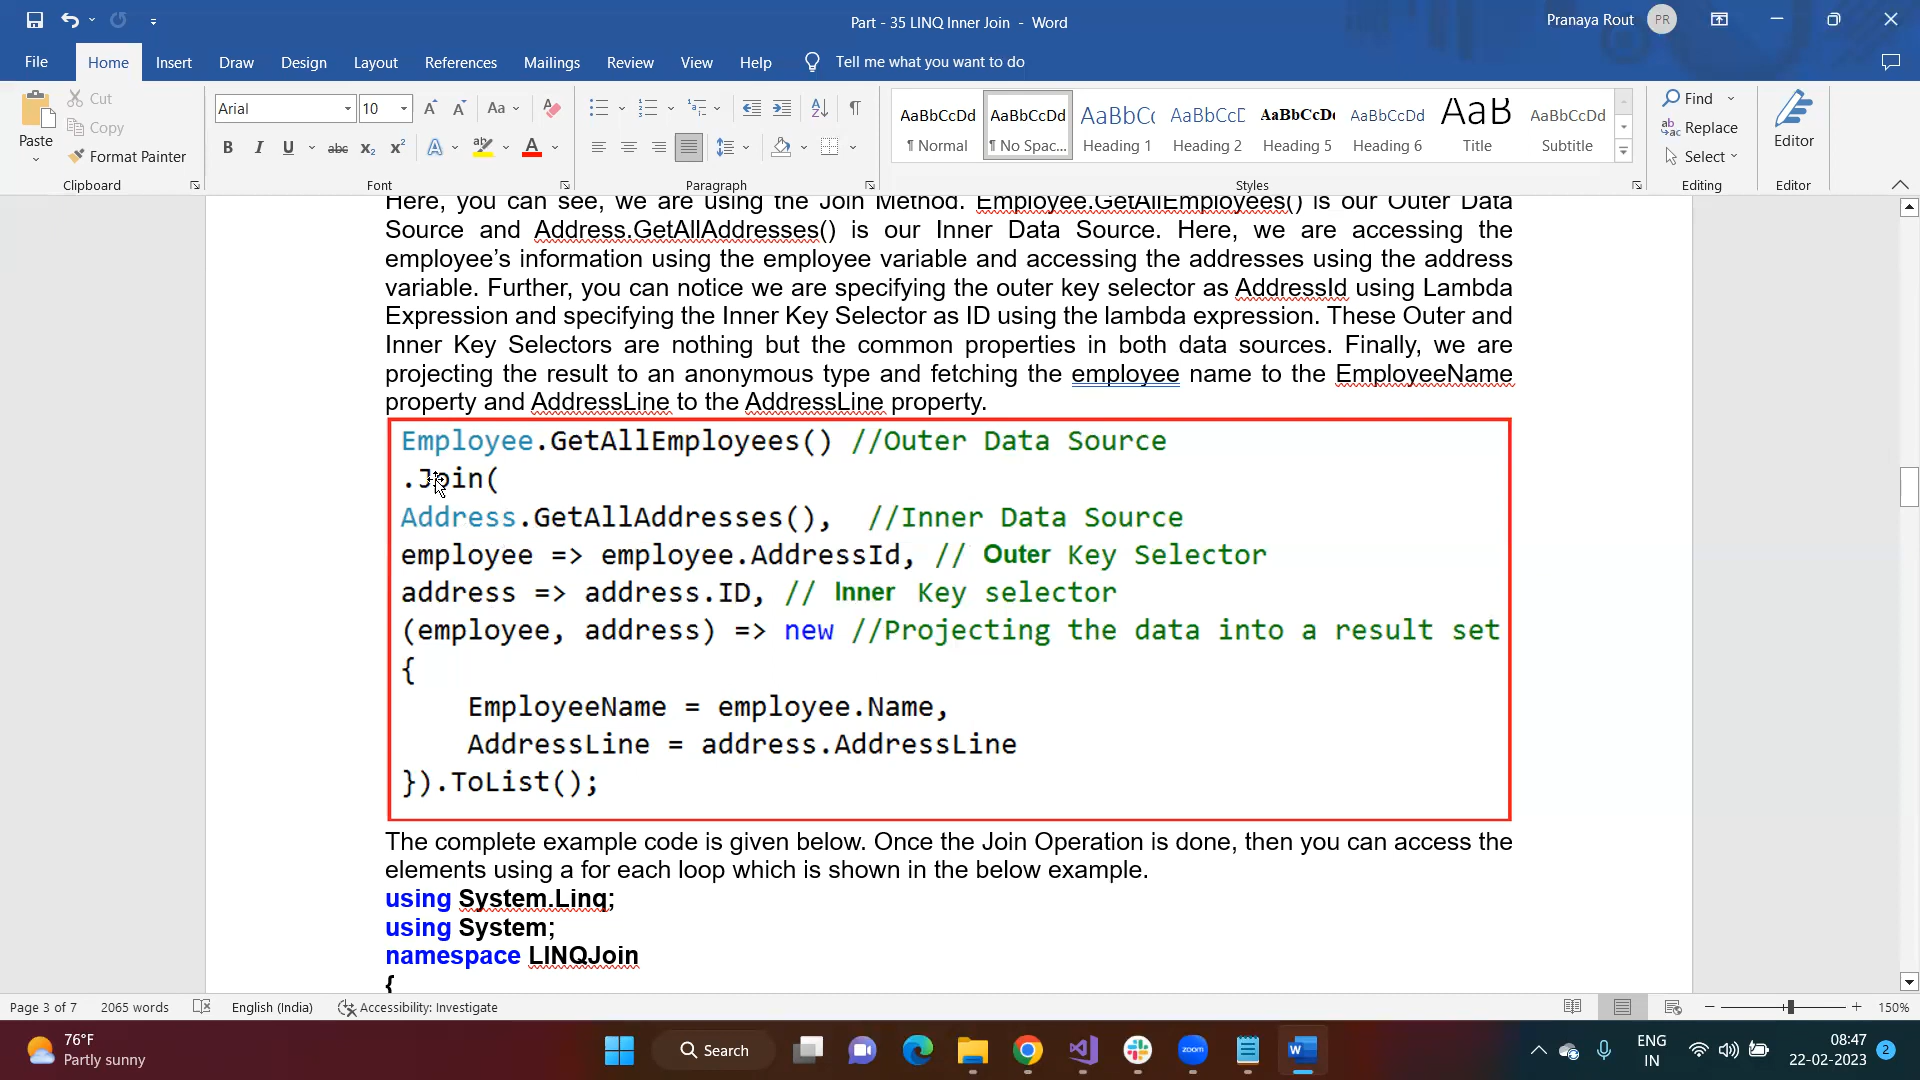 Part - 35 LINQ Inner Join - Word
Pranaya Rout PR
File Home Insert Draw Design Layout References Mailings Review View Help Tell me what you want to do
Paste
Cut
Copy
Format Painter
Clipboard
Arial 10
Font
Paragraph
AaBbCcDd AaBbCcDd AaBbCc AaBbCcD AaBbCcDd AaBbCcDd AaB AaBbCcDd
¶ Normal ¶ No Spac... Heading 1 Heading 2 Heading 5 Heading 6 Title Subtitle
Styles
Find
Replace
Select
Editing
Editor
Editor
Here, you can see, we are using the Join Method. Employee.GetAllEmployees() is our Outer Data
Source and Address.GetAllAddresses() is our Inner Data Source. Here, we are accessing the
employee’s information using the employee variable and accessing the addresses using the address
variable. Further, you can notice we are specifying the outer key selector as AddressId using Lambda
Expression and specifying the Inner Key Selector as ID using the lambda expression. These Outer and
Inner Key Selectors are nothing but the common properties in both data sources. Finally, we are
projecting the result to an anonymous type and fetching the employee name to the EmployeeName
property and AddressLine to the AddressLine property.
Employee.GetAllEmployees() //Outer Data Source
.Join(
Address.GetAllAddresses(), //Inner Data Source
employee => employee.AddressId, // Outer Key Selector
address => address.ID, // Inner Key selector
(employee, address) => new //Projecting the data into a result set
{
EmployeeName = employee.Name,
AddressLine = address.AddressLine
}).ToList();
The complete example code is given below. Once the Join Operation is done, then you can access the
elements using a for each loop which is shown in the below example.
using System.Linq;
using System;
namespace LINQJoin
{
Page 3 of 7 2065 words English (India) Accessibility: Investigate 150%
76°F
Partly sunny
Search
zoom
ENG
IN
08:47
22-02-2023
2